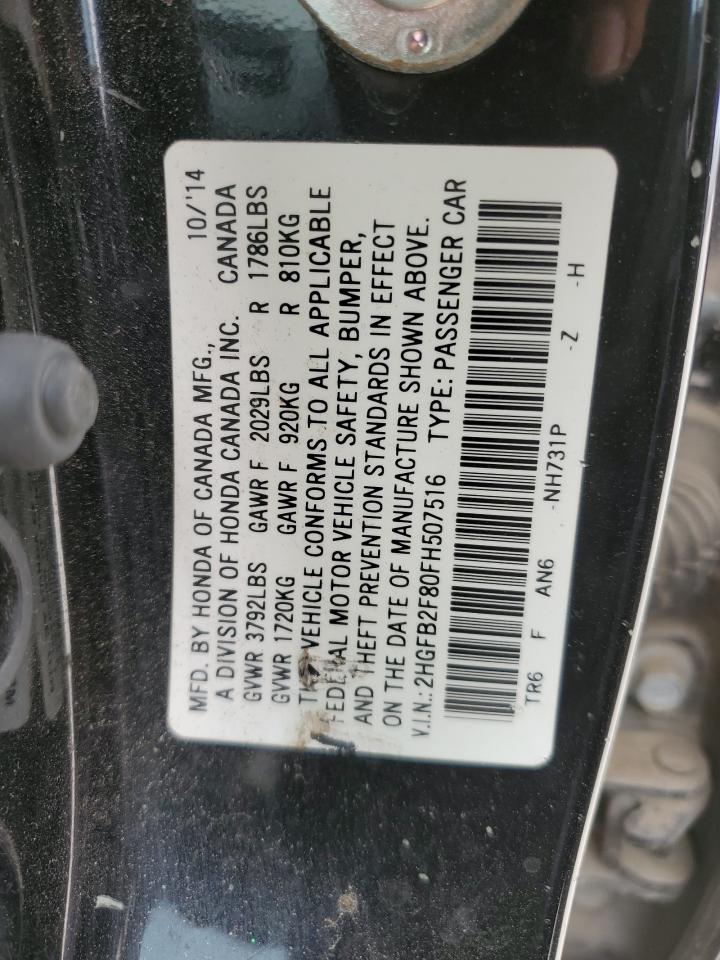 MFD. BY HONDA OF CANADA MFG., 10/'14
A DIVISION OF HONDA CANADA INC. CANADA
GVWR 3792LBS GAWR F 2029LBS R 1786LBS
GVWR 1720KG GAWR F 920KG R 810KG
THIS VEHICLE CONFORMS TO ALL APPLICABLE
FEDERAL MOTOR VEHICLE SAFETY, BUMPER,
AND THEFT PREVENTION STANDARDS IN EFFECT
ON THE DATE OF MANUFACTURE SHOWN ABOVE.
V.I.N.: 2HGFB2F80FH507516 TYPE: PASSENGER CAR
TR6 F AN6 -NH731P -Z -H